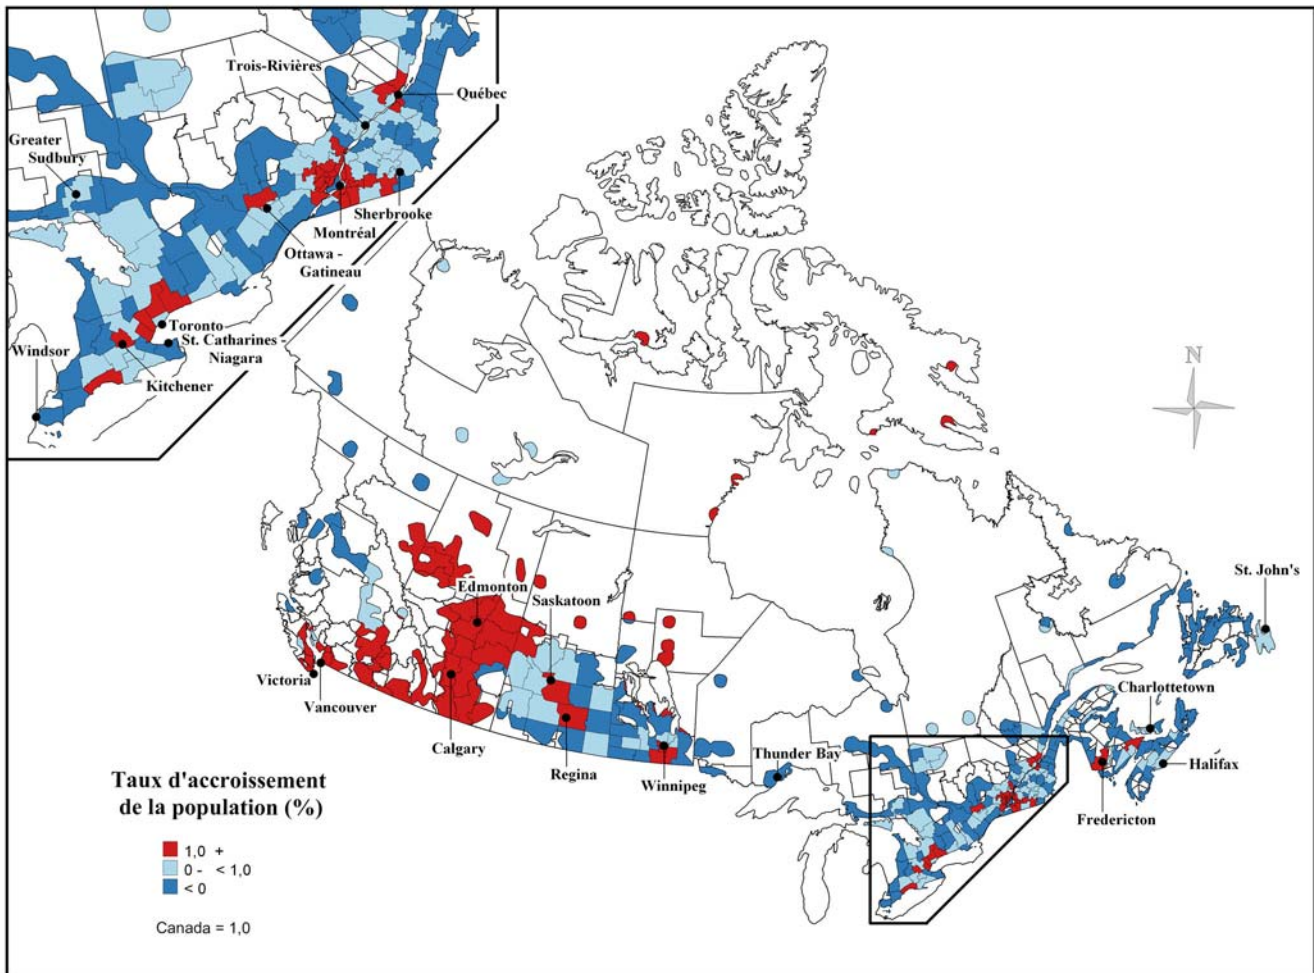 Trois-Rivières
Québec
Greater
Sudbury
Sherbrooke
Montréal
Ottawa -
Gatineau
Toronto
St. Catharines -
Niagara
Windsor
Kitchener
N
Edmonton
Saskatoon
St. John's
Victoria
Vancouver
Charlottetown
Calgary
Regina
Winnipeg
Thunder Bay
Halifax
Fredericton
Taux d'accroissement
de la population (%)
1,0 +
0 - < 1,0
< 0
Canada = 1,0